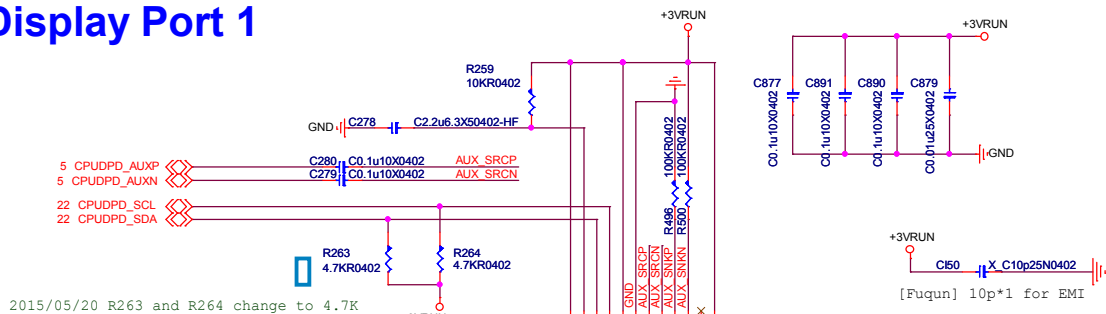 Display Port 1
+3VRUN
+3VRUN
R259
10KR0402
C877
C891
C890
C879
C0.1u10X0402
C0.1u10X0402
C0.1u10X0402
C0.01u25X0402
GND
GND
C278
C2.2u6.3X50402-HF
100KR0402
100KR0402
5 CPUDPD_AUXP
C280
C0.1u10X0402
AUX_SRCP
5 CPUDPD_AUXN
C279
C0.1u10X0402
AUX_SRCN
22 CPUDPD_SCL
22 CPUDPD_SDA
R496
R500
R263
4.7KR0402
R264
4.7KR0402
GND
AUX_SRCP
AUX_SRCN
AUX_SNKP
AUX_SNKN
+3VRUN
CI50
X_C10p25N0402
[Fuqun] 10p*1 for EMI
2015/05/20 R263 and R264 change to 4.7K